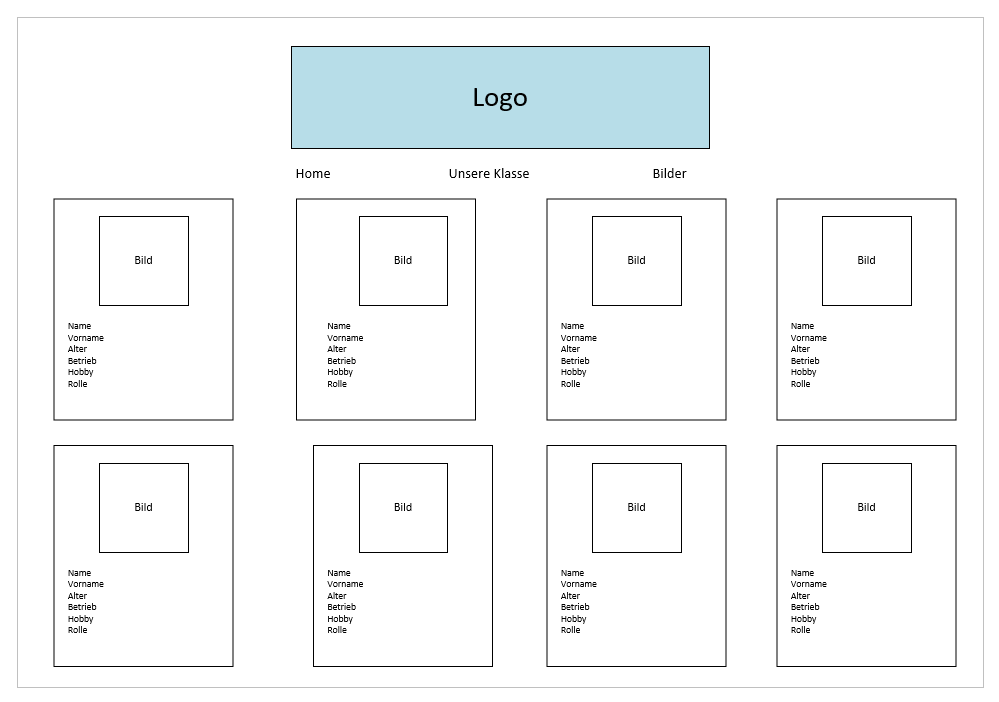 Logo
Home
Unsere Klasse
Bilder
Bild
Name
Vorname
Alter
Betrieb
Hobby
Rolle
Bild
Name
Vorname
Alter
Betrieb
Hobby
Rolle
Bild
Name
Vorname
Alter
Betrieb
Hobby
Rolle
Bild
Name
Vorname
Alter
Betrieb
Hobby
Rolle
Bild
Name
Vorname
Alter
Betrieb
Hobby
Rolle
Bild
Name
Vorname
Alter
Betrieb
Hobby
Rolle
Bild
Name
Vorname
Alter
Betrieb
Hobby
Rolle
Bild
Name
Vorname
Alter
Betrieb
Hobby
Rolle